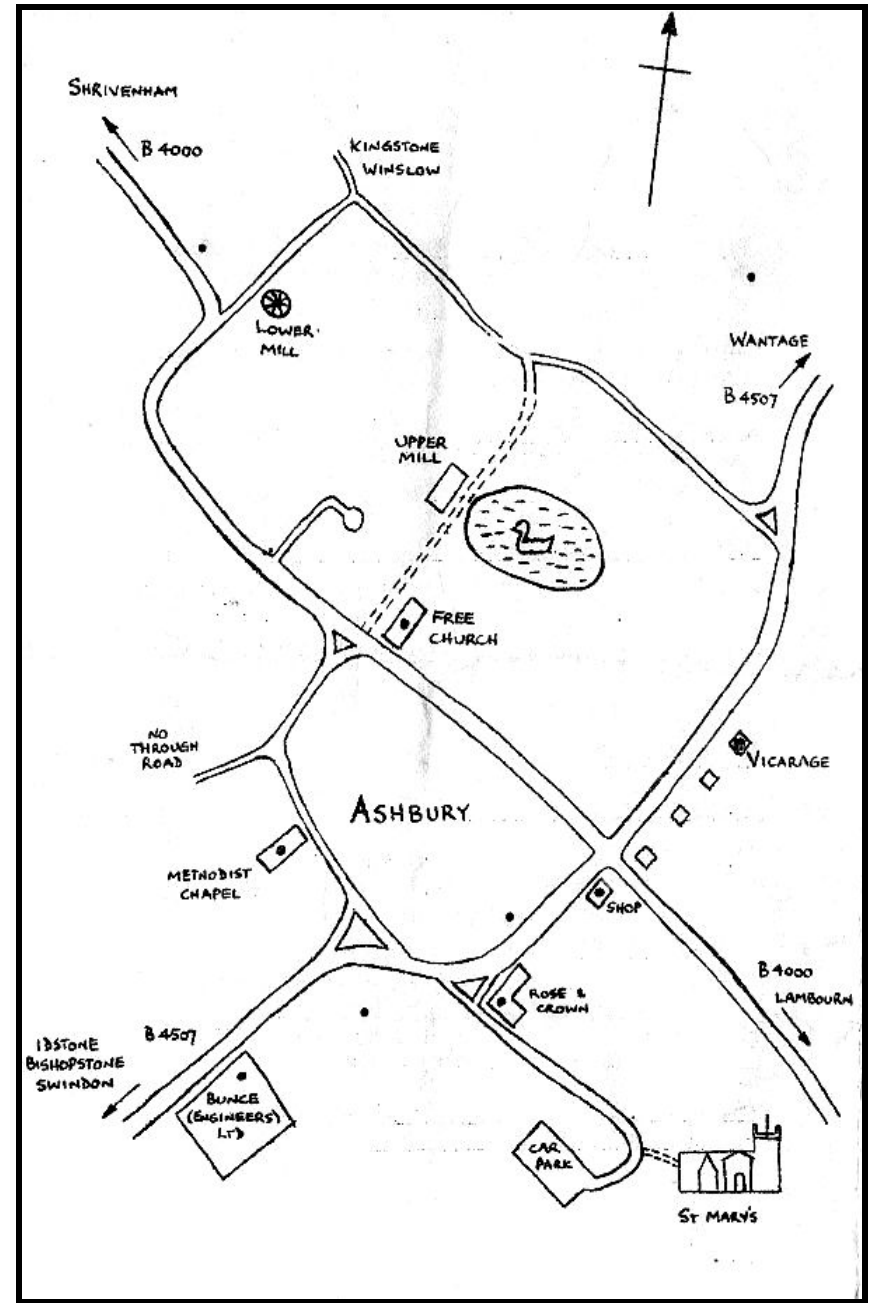 SHRIVENHAM
B 4000
KINGSTONE
WINSLOW
LOWER
MILL
WANTAGE
B 4507
UPPER
MILL
FREE
CHURCH
NO
THROUGH
ROAD
VICARAGE
ASHBURY
METHODIST
CHAPEL
SHOP
B 4000
LAMBOURN
ROSE &
CROWN
B 4507
IDSTONE
BISHOPSTONE
SWINDON
BUNCE
(ENGINEERS)
LTD
CAR
PARK
ST MARY'S